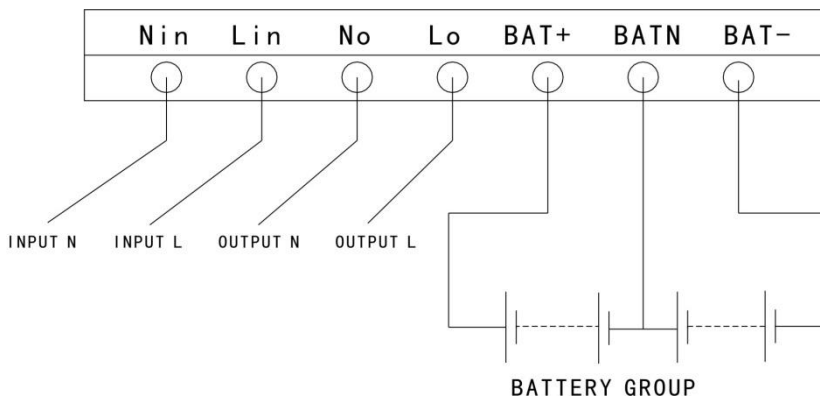 Nin Lin No Lo BAT+ BATN BAT-
INPUT N INPUT L OUTPUT N OUTPUT L
BATTERY GROUP